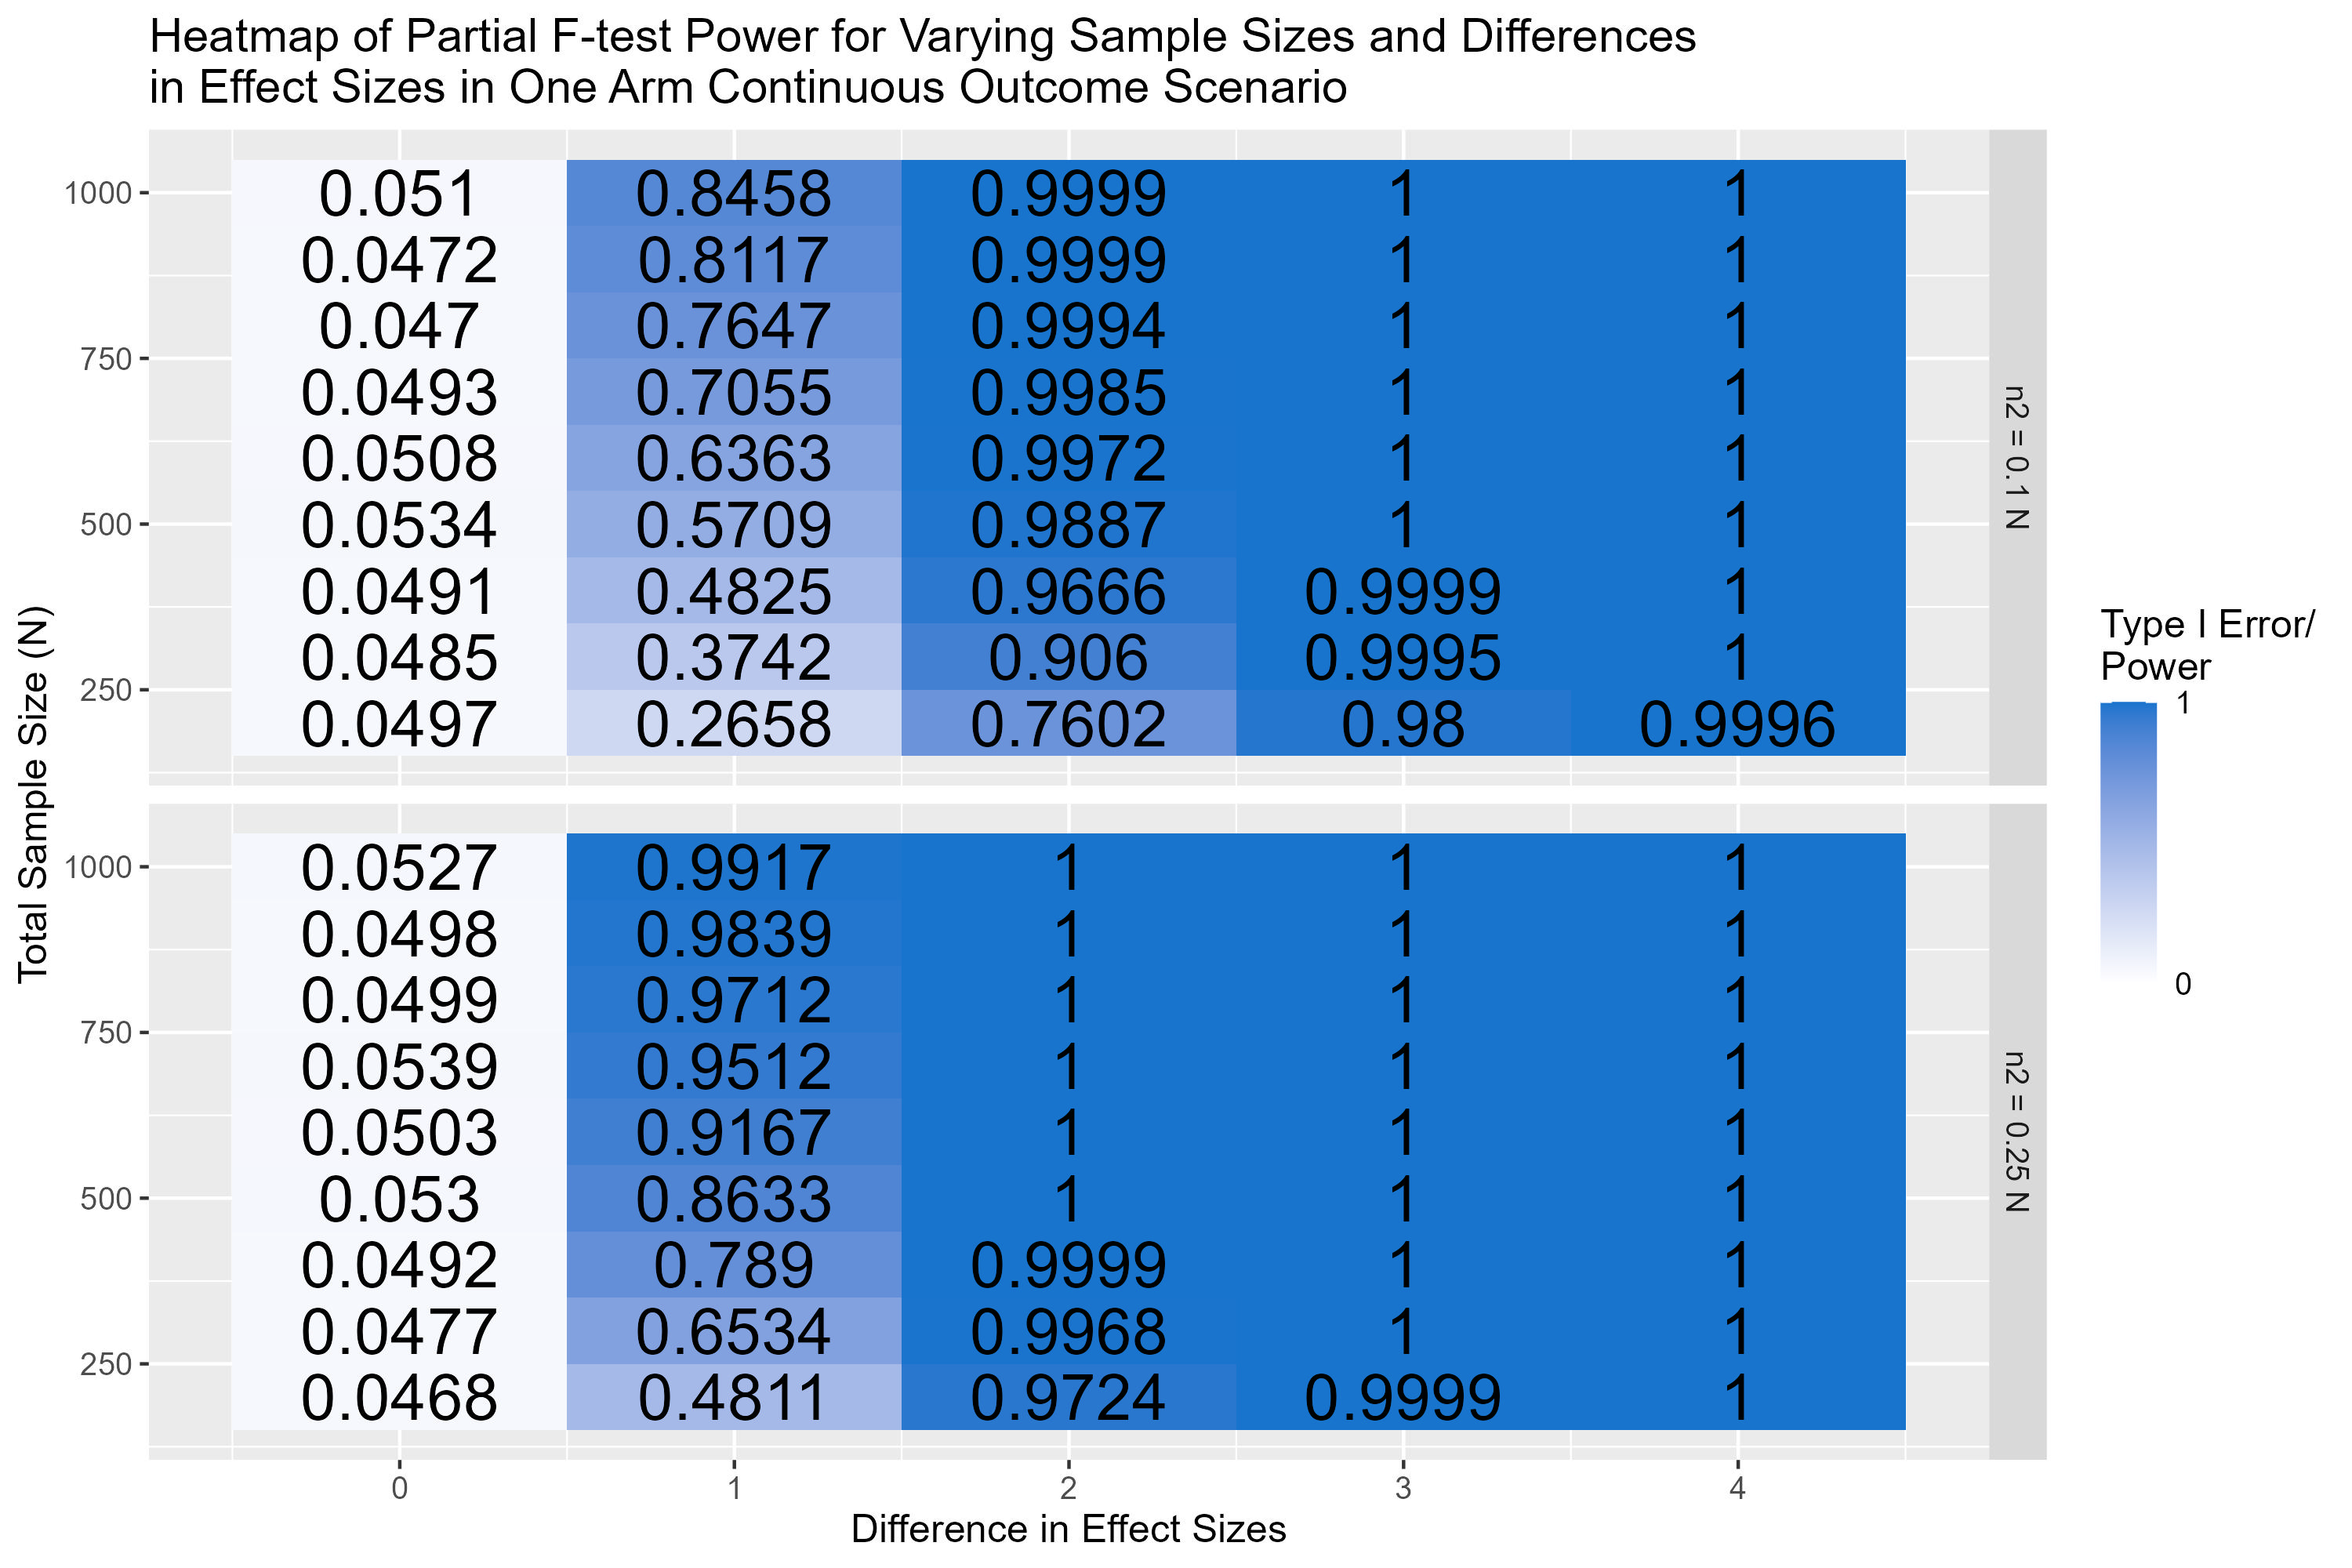 Heatmap of Partial F-test Power for Varying Sample Sizes and Differences
in Effect Sizes in One Arm Continuous Outcome Scenario
Total Sample Size (N)
1000 0.051 0.8458 0.9999 1 1
0.0472 0.8117 0.9999 1 1
0.047 0.7647 0.9994 1 1
750
0.0493 0.7055 0.9985 1 1
0.0508 0.6363 0.9972 1 1
500 0.0534 0.5709 0.9887 1 1
0.0491 0.4825 0.9666 0.9999 1
0.0485 0.3742 0.906 0.9995 1
250
0.0497 0.2658 0.7602 0.98 0.9996
n2 = 0.1 N
1000 0.0527 0.9917 1 1 1
0.0498 0.9839 1 1 1
0.0499 0.9712 1 1 1
750
0.0539 0.9512 1 1 1
0.0503 0.9167 1 1 1
500 0.053 0.8633 1 1 1
0.0492 0.789 0.9999 1 1
0.0477 0.6534 0.9968 1 1
250
0.0468 0.4811 0.9724 0.9999 1
n2 = 0.25 N
0 1 2 3 4
Difference in Effect Sizes
Type I Error/
Power
1
0